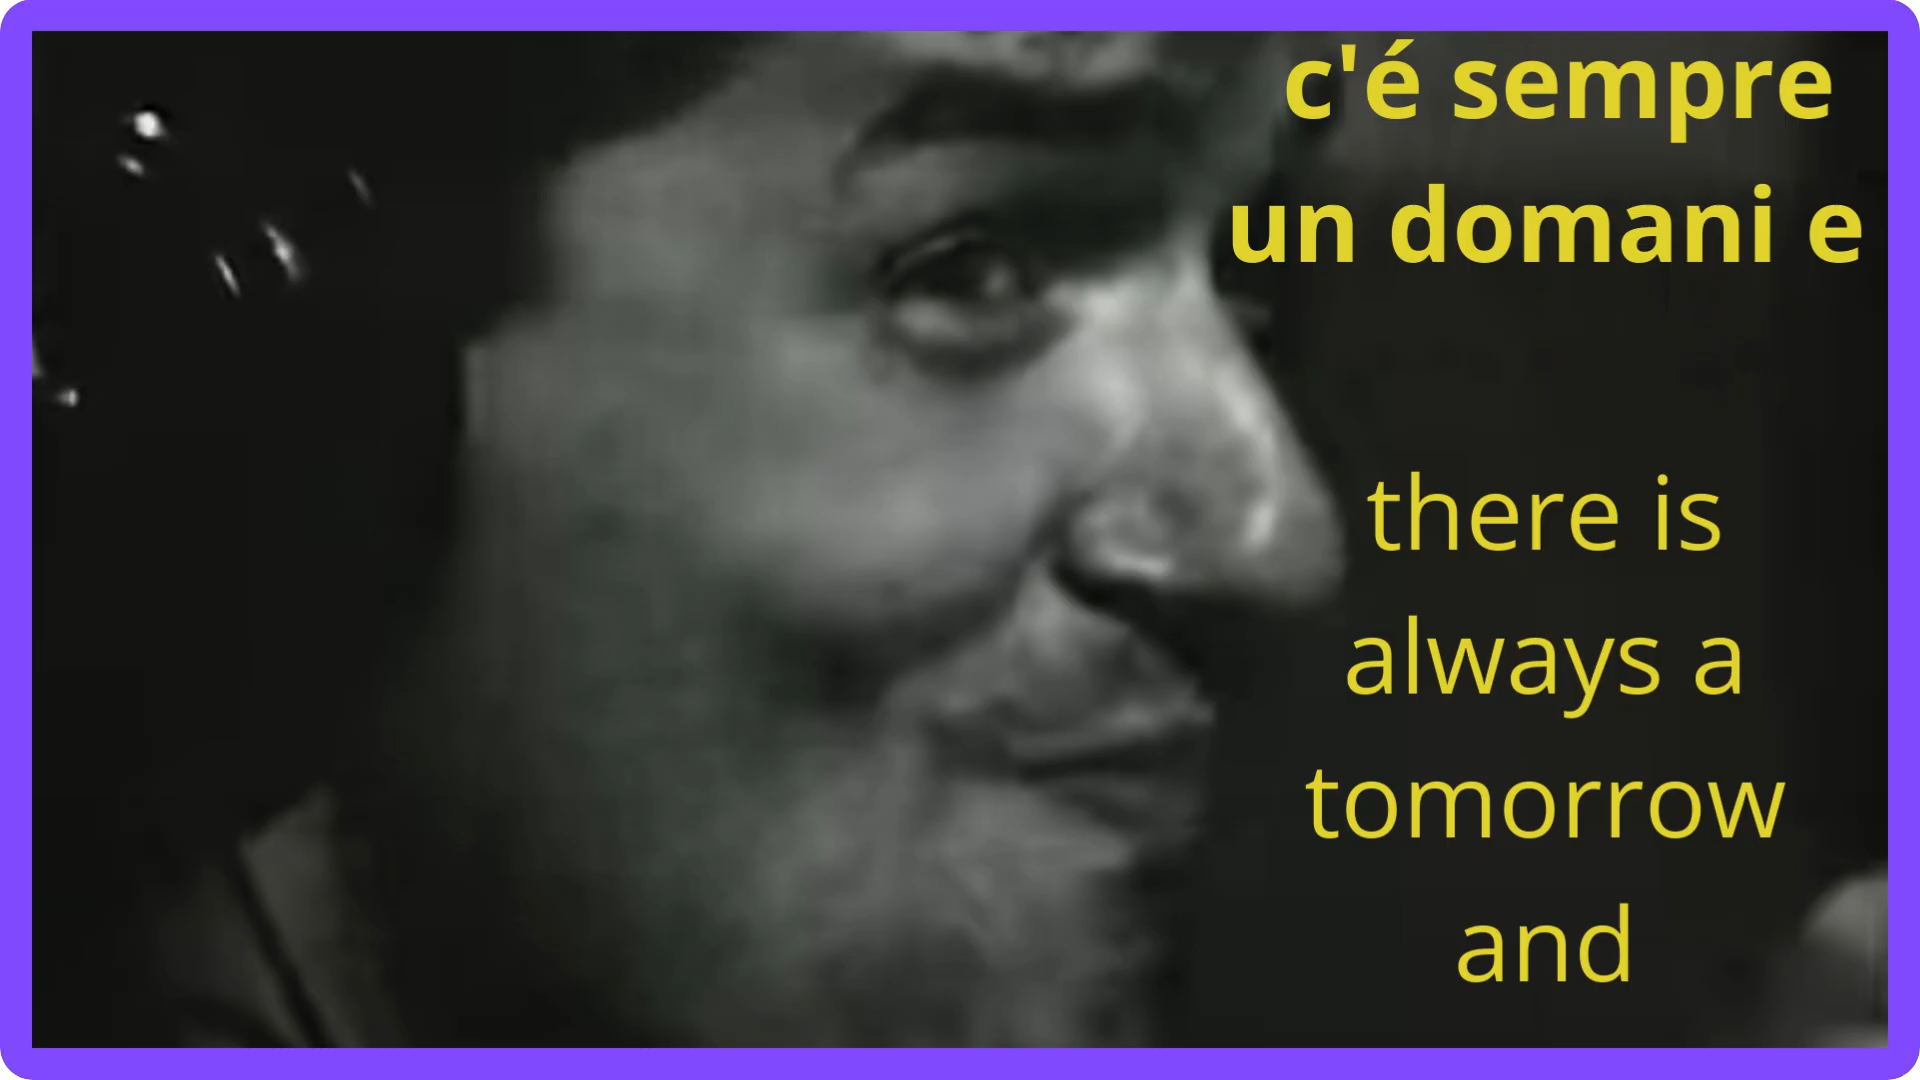 c'é sempre
un domani e
there is
always a
tomorrow
and